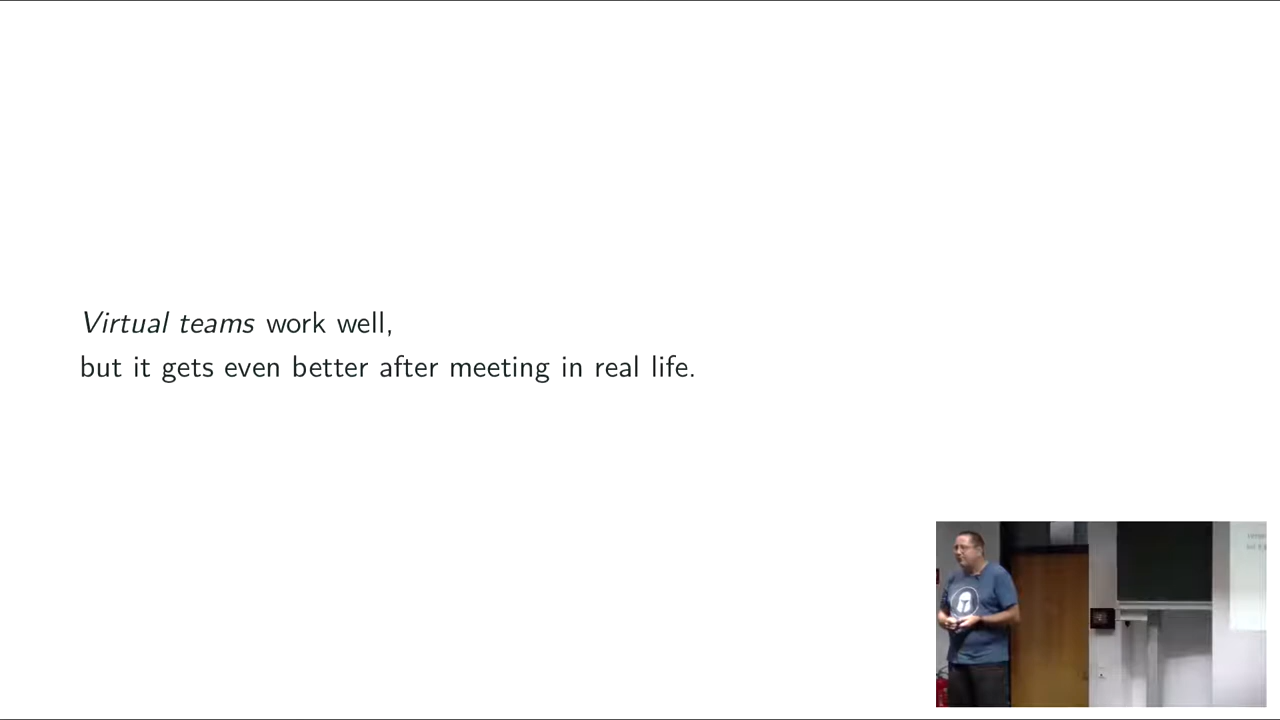 Virtual teams work well,
but it gets even better after meeting in real life.